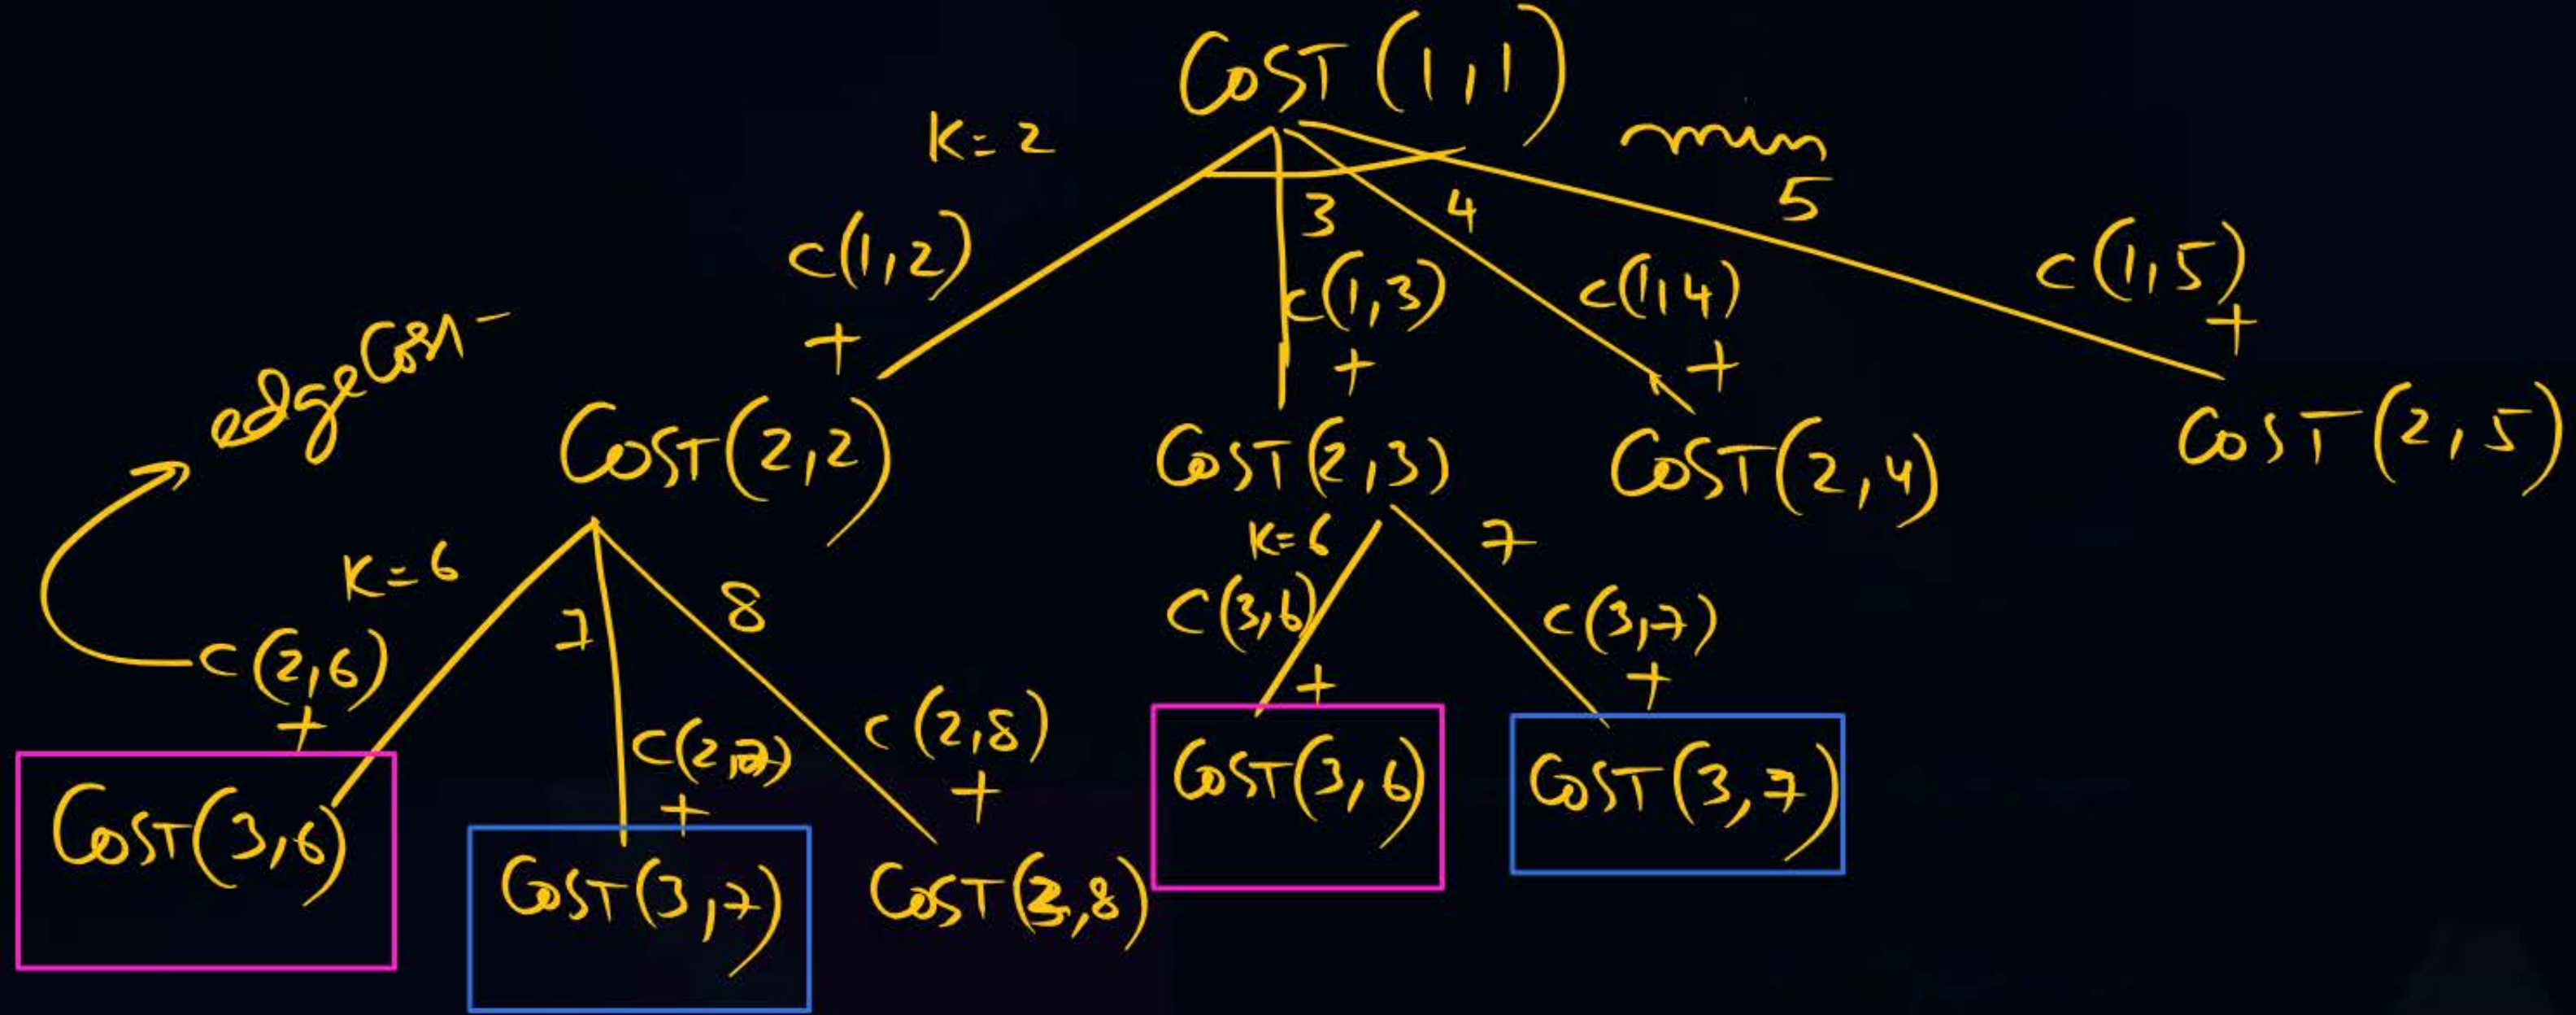 COST (1,1)
K=2
min
3
4
5
c(1,2)
+
c(1,3)
+
c(1,4)
+
c(1,5)
+
edge Cost
COST(2,2)
COST(2,3)
COST(2,4)
COST(2,5)
K=6
7
8
K=6
7
c(2,6)
+
c(2,7)
+
c(2,8)
+
c(3,6)
+
c(3,7)
+
COST(3,6)
COST(3,7)
COST(3,8)
COST(3,6)
COST(3,7)